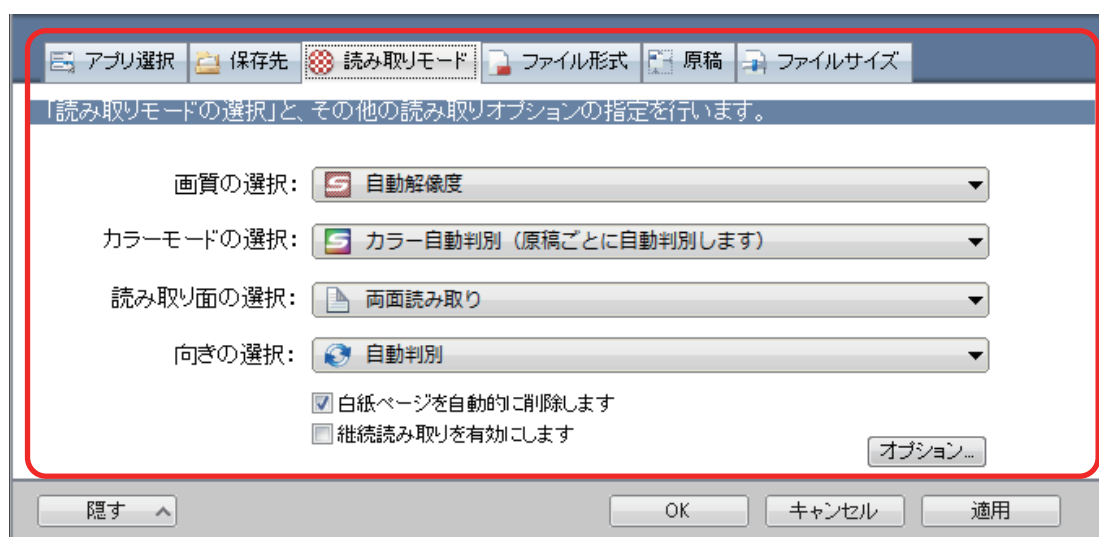 アプリ選択 保存先 読み取りモード ファイル形式 原稿 ファイルサイズ
「読み取りモードの選択」と、その他の読み取りオプションの指定を行います。
画質の選択： 自動解像度
カラーモードの選択： カラー自動判別（原稿ごとに自動判別します）
読み取り面の選択： 両面読み取り
向きの選択： 自動判別
白紙ページを自動的に削除します
継続読み取りを有効にします
オプション...
隠す OK キャンセル 適用